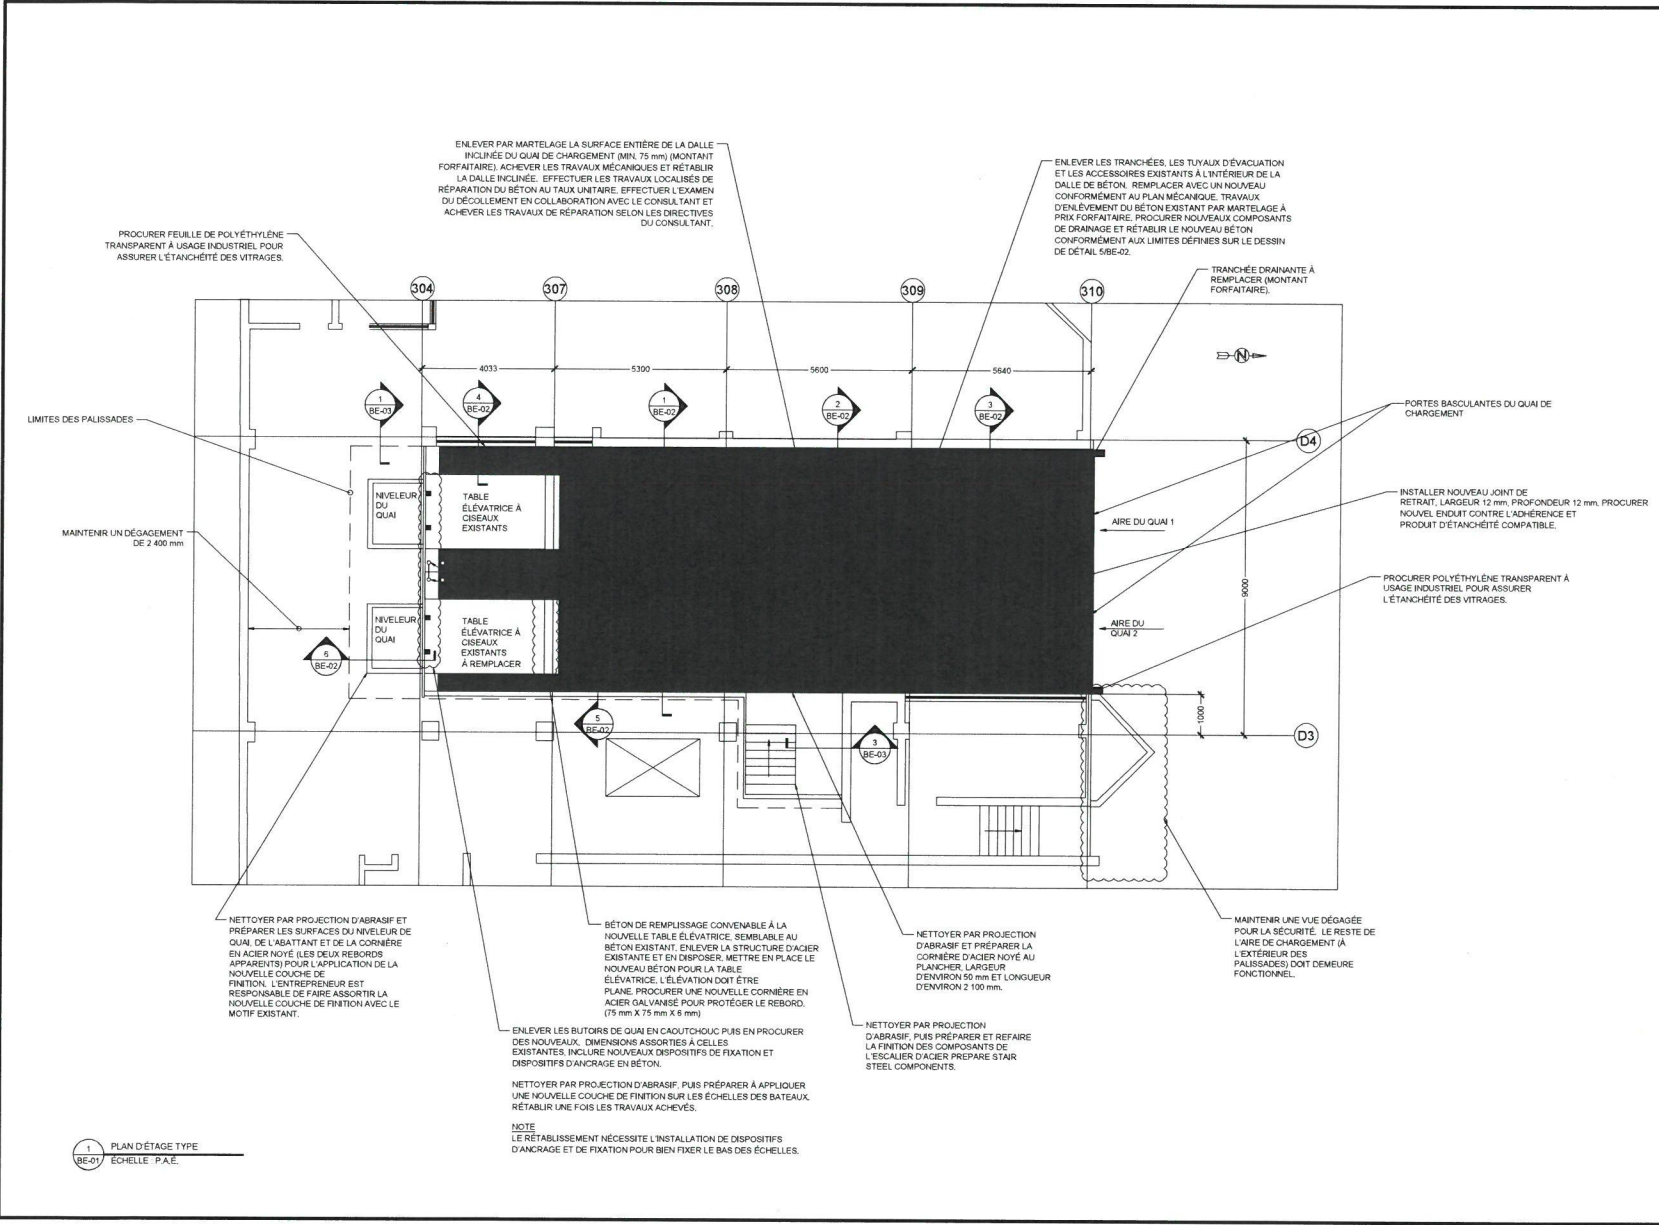 ENLEVER PAR MARTELAGE LA SURFACE ENTIÈRE DE LA DALLE
INCLINÉE DU QUAI DE CHARGEMENT (MIN. 75 mm) (MONTANT
FORFAITAIRE). ACHEVER LES TRAVAUX MÉCANIQUES ET RÉTABLIR
LA DALLE INCLINÉE. EFFECTUER LES TRAVAUX LOCALISÉS DE
RÉPARATION DU BÉTON AU TAUX UNITAIRE. EFFECTUER L'EXAMEN
DU DÉCOLLEMENT EN COLLABORATION AVEC LE CONSULTANT ET
ACHEVER LES TRAVAUX DE RÉPARATION SELON LES DIRECTIVES
DU CONSULTANT.
ENLEVER LES TRANCHÉES, LES TUYAUX D'ÉVACUATION
ET LES ACCESSOIRES EXISTANTS À L'INTÉRIEUR DE LA
DALLE DE BÉTON. REMPLACER AVEC UN NOUVEAU
CONFORMÉMENT AU PLAN MÉCANIQUE. TRAVAUX
D'ENLÈVEMENT DU BÉTON EXISTANT PAR MARTELAGE À
PRIX FORFAITAIRE. PROCURER NOUVEAUX COMPOSANTS
DE DRAINAGE ET RÉTABLIR LE NOUVEAU BÉTON
CONFORMÉMENT AUX LIMITES DÉFINIES SUR LE DESSIN
DE DÉTAIL 5/BE-02.
PROCURER FEUILLE DE POLYÉTHYLÈNE
TRANSPARENT À USAGE INDUSTRIEL POUR
ASSURER L'ÉTANCHÉITÉ DES VITRAGES.
TRANCHÉE DRAINANTE À
REMPLACER (MONTANT
FORFAITAIRE).
304
307
308
309
310
N
4033
5300
5600
5640
1
BE-03
4
BE-02
1
BE-02
2
BE-02
3
BE-02
PORTES BASCULANTES DU QUAI DE
CHARGEMENT
LIMITES DES PALISSADES
D4
NIVELEUR
DU
QUAI
TABLE
ÉLÉVATRICE À
CISEAUX
EXISTANTS
INSTALLER NOUVEAU JOINT DE
RETRAIT, LARGEUR 12 mm, PROFONDEUR 12 mm. PROCURER
NOUVEL ENDUIT CONTRE L'ADHÉRENCE ET
PRODUIT D'ÉTANCHÉITÉ COMPATIBLE.
AIRE DU QUAI 1
MAINTENIR UN DÉGAGEMENT
DE 2 400 mm
9000
PROCURER POLYÉTHYLÈNE TRANSPARENT À
USAGE INDUSTRIEL POUR ASSURER
L'ÉTANCHÉITÉ DES VITRAGES.
NIVELEUR
DU
QUAI
TABLE
ÉLÉVATRICE À
CISEAUX
EXISTANTS
À REMPLACER
AIRE DU
QUAI 2
6
BE-02
1000
5
BE-02
3
BE-03
D3
NETTOYER PAR PROJECTION D'ABRASIF ET
PRÉPARER LES SURFACES DU NIVELEUR DE
QUAI, DE L'ABATTANT ET DE LA CORNIÈRE
EN ACIER NOYÉ (LES DEUX REBORDS
APPARENTS) POUR L'APPLICATION DE LA
NOUVELLE COUCHE DE
FINITION. L'ENTREPRENEUR EST
RESPONSABLE DE FAIRE ASSORTIR LA
NOUVELLE COUCHE DE FINITION AVEC LE
MOTIF EXISTANT.
BÉTON DE REMPLISSAGE CONVENABLE À LA
NOUVELLE TABLE ÉLÉVATRICE, SEMBLABLE AU
BÉTON EXISTANT. ENLEVER LA STRUCTURE D'ACIER
EXISTANTE ET EN DISPOSER. METTRE EN PLACE LE
NOUVEAU BÉTON POUR LA TABLE
ÉLÉVATRICE. L'ÉLÉVATION DOIT ÊTRE
PLANE. PROCURER UNE NOUVELLE CORNIÈRE EN
ACIER GALVANISÉ POUR PROTÉGER LE REBORD.
(75 mm X 75 mm X 6 mm)
NETTOYER PAR PROJECTION
D'ABRASIF ET PRÉPARER LA
CORNIÈRE D'ACIER NOYÉ AU
PLANCHER, LARGEUR
D'ENVIRON 50 mm ET LONGUEUR
D'ENVIRON 2 100 mm.
MAINTENIR UNE VUE DÉGAGÉE
POUR LA SÉCURITÉ. LE RESTE DE
L'AIRE DE CHARGEMENT (À
L'EXTÉRIEUR DES
PALISSADES) DOIT DEMEURE
FONCTIONNEL.
ENLEVER LES BUTOIRS DE QUAI EN CAOUTCHOUC PUIS EN PROCURER
DES NOUVEAUX. DIMENSIONS ASSORTIES À CELLES
EXISTANTES, INCLURE NOUVEAUX DISPOSITIFS DE FIXATION ET
DISPOSITIFS D'ANCRAGE EN BÉTON.
NETTOYER PAR PROJECTION D'ABRASIF, PUIS PRÉPARER À APPLIQUER
UNE NOUVELLE COUCHE DE FINITION SUR LES ÉCHELLES DES BATEAUX.
RÉTABLIR UNE FOIS LES TRAVAUX ACHEVÉS.
NOTE
LE RÉTABLISSEMENT NÉCESSITE L'INSTALLATION DE DISPOSITIFS
D'ANCRAGE ET DE FIXATION POUR BIEN FIXER LE BAS DES ÉCHELLES.
NETTOYER PAR PROJECTION
D'ABRASIF, PUIS PRÉPARER ET REFAIRE
LA FINITION DES COMPOSANTS DE
L'ESCALIER D'ACIER PREPARE STAIR
STEEL COMPONENTS.
1
BE-01
PLAN D'ÉTAGE TYPE
ÉCHELLE : P.A.É.